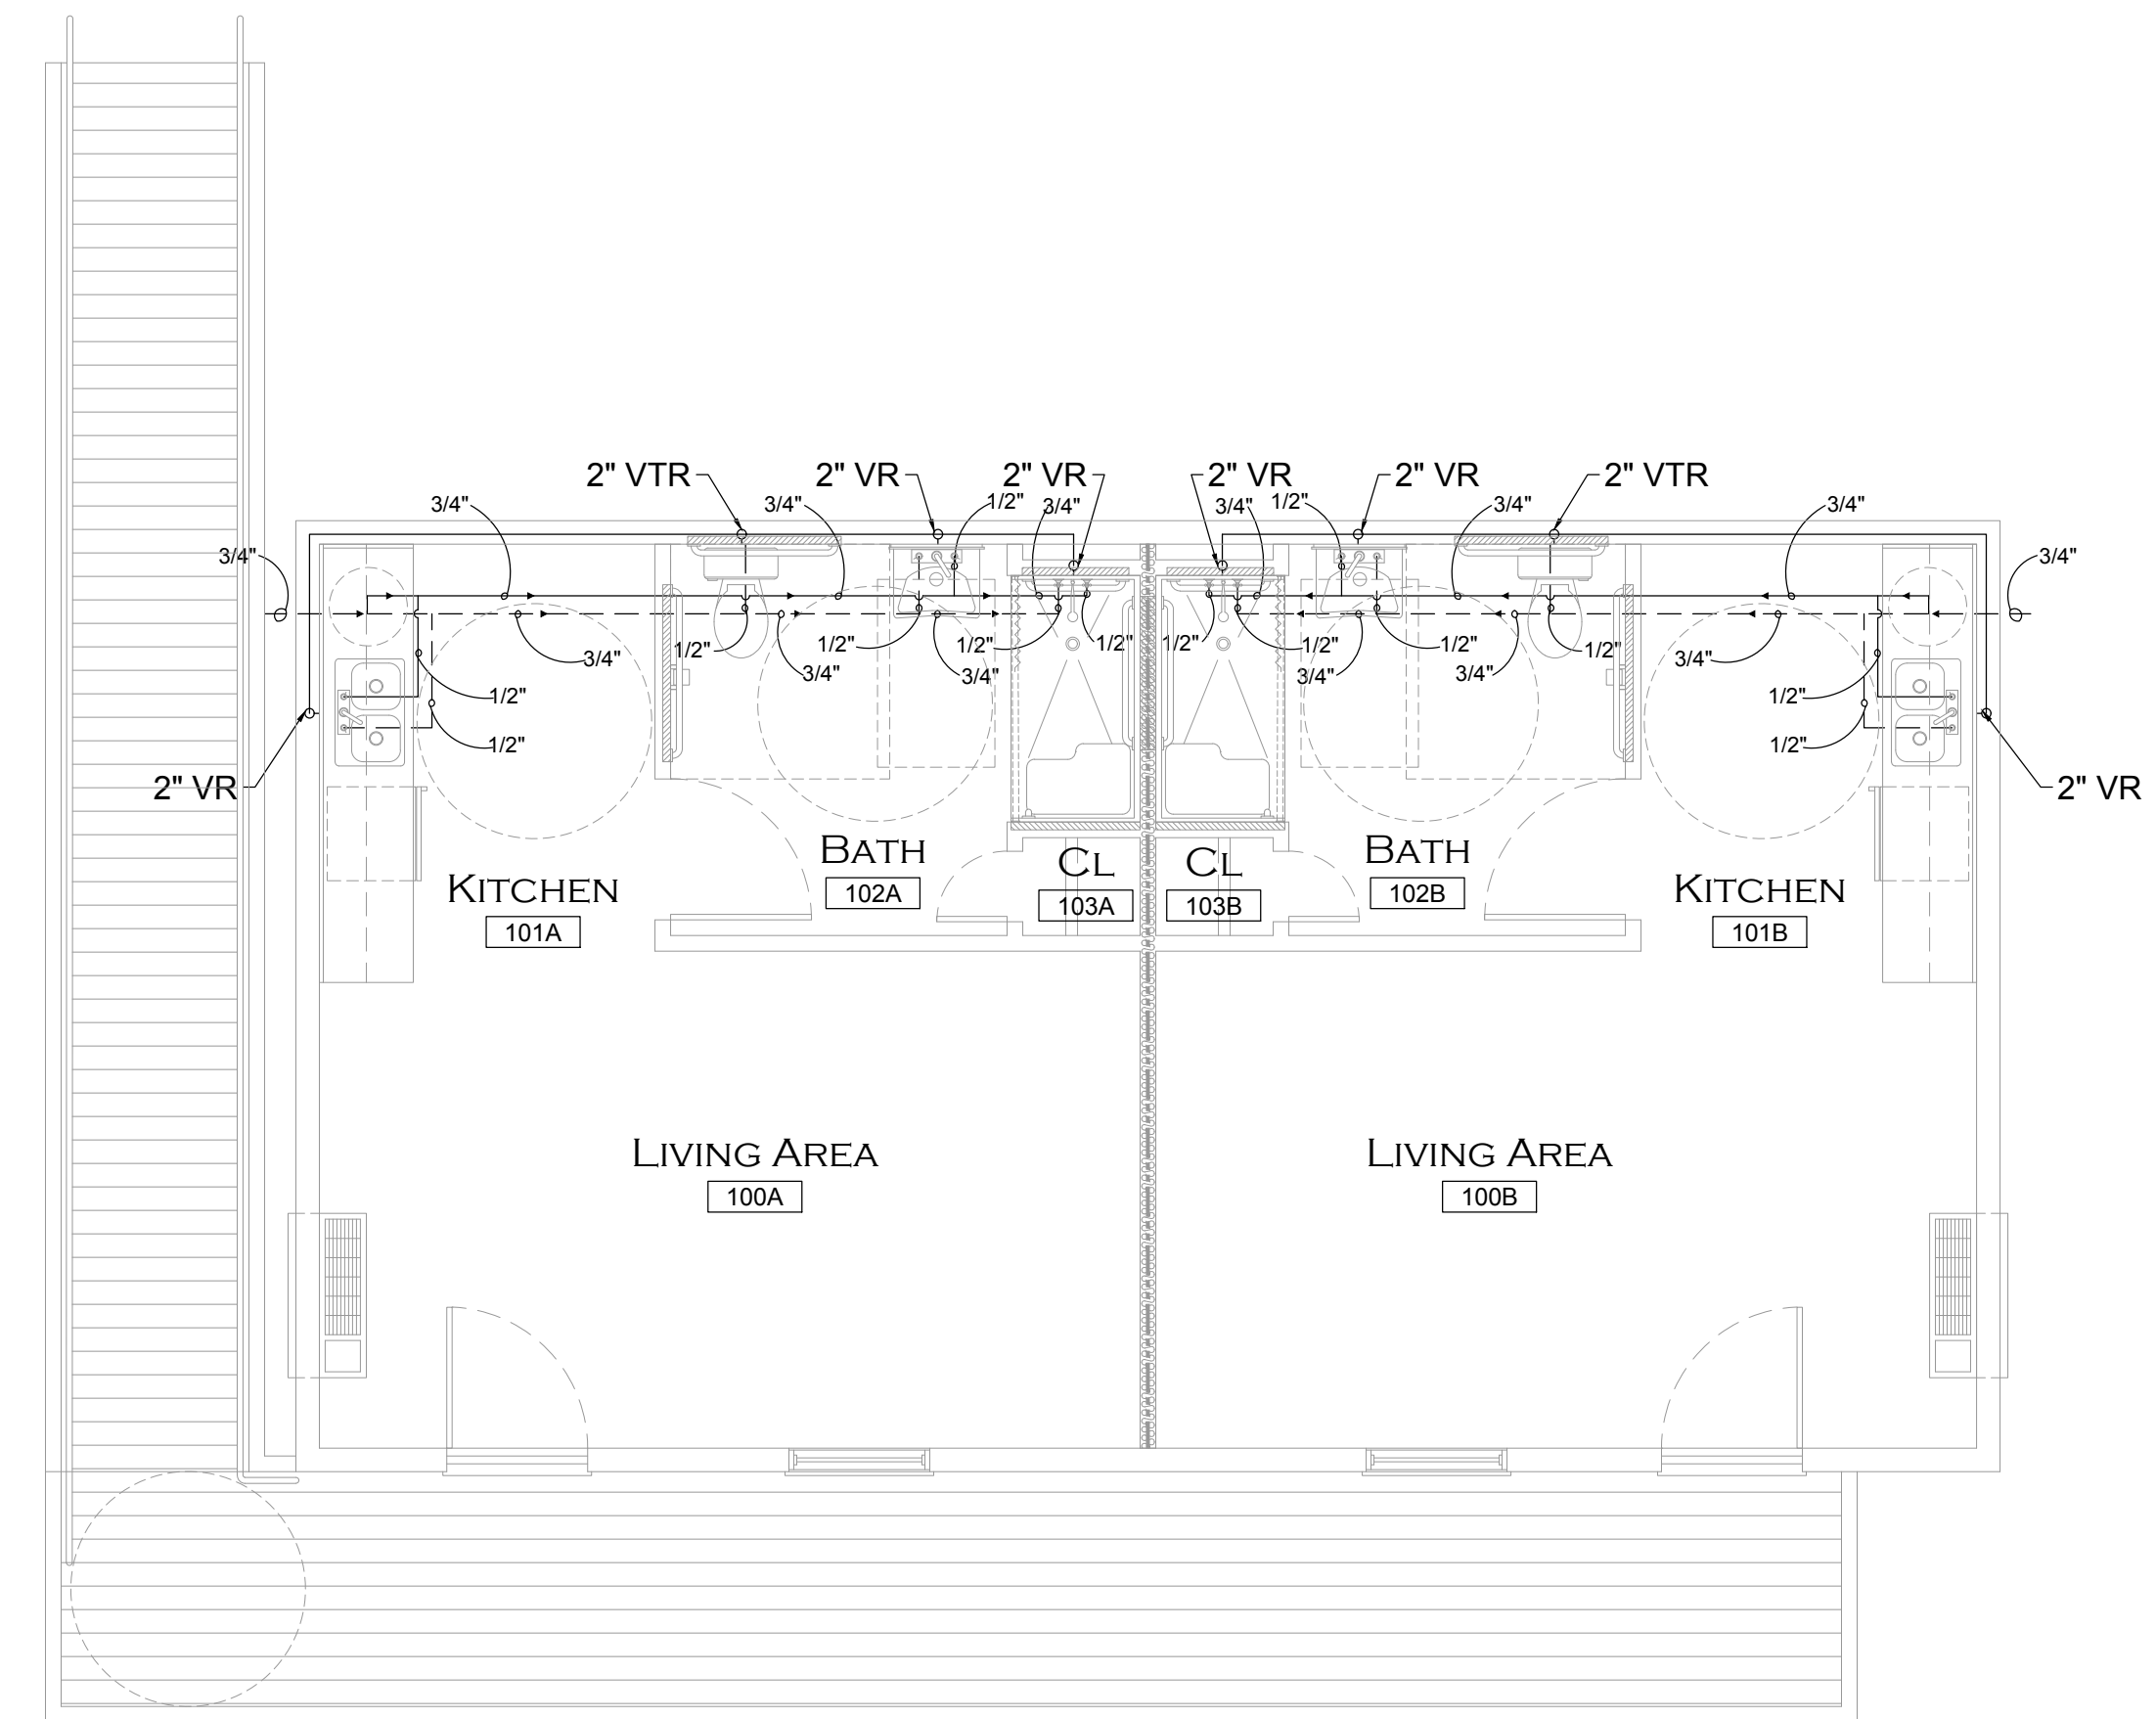 2" VTR
2" VR
2" VR
2" VR
2" VR
2" VTR
3/4"
3/4"
1/2"
3/4"
3/4"
1/2"
3/4"
3/4"
3/4"
3/4"
3/4"
1/2"
1/2"
1/2"
1/2"
1/2"
1/2"
1/2"
1/2"
3/4"
3/4"
3/4"
3/4"
3/4"
3/4"
1/2"
1/2"
1/2"
1/2"
2" VR
2" VR
BATH
102A
CL
103A
CL
103B
BATH
102B
KITCHEN
101A
KITCHEN
101B
LIVING AREA
100A
LIVING AREA
100B